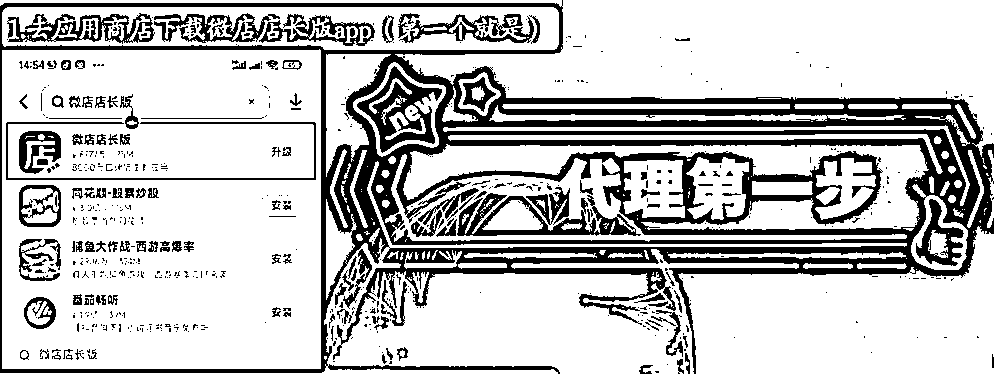 1.去应用商店下载微店店长版app（第一个就是）
14:54
微店店长版
微店店长版
升级
同花顺-股票炒股
安装
捕鱼大作战-西游高爆率
安装
番茄畅听
安装
微店店长版
new
代理第一步